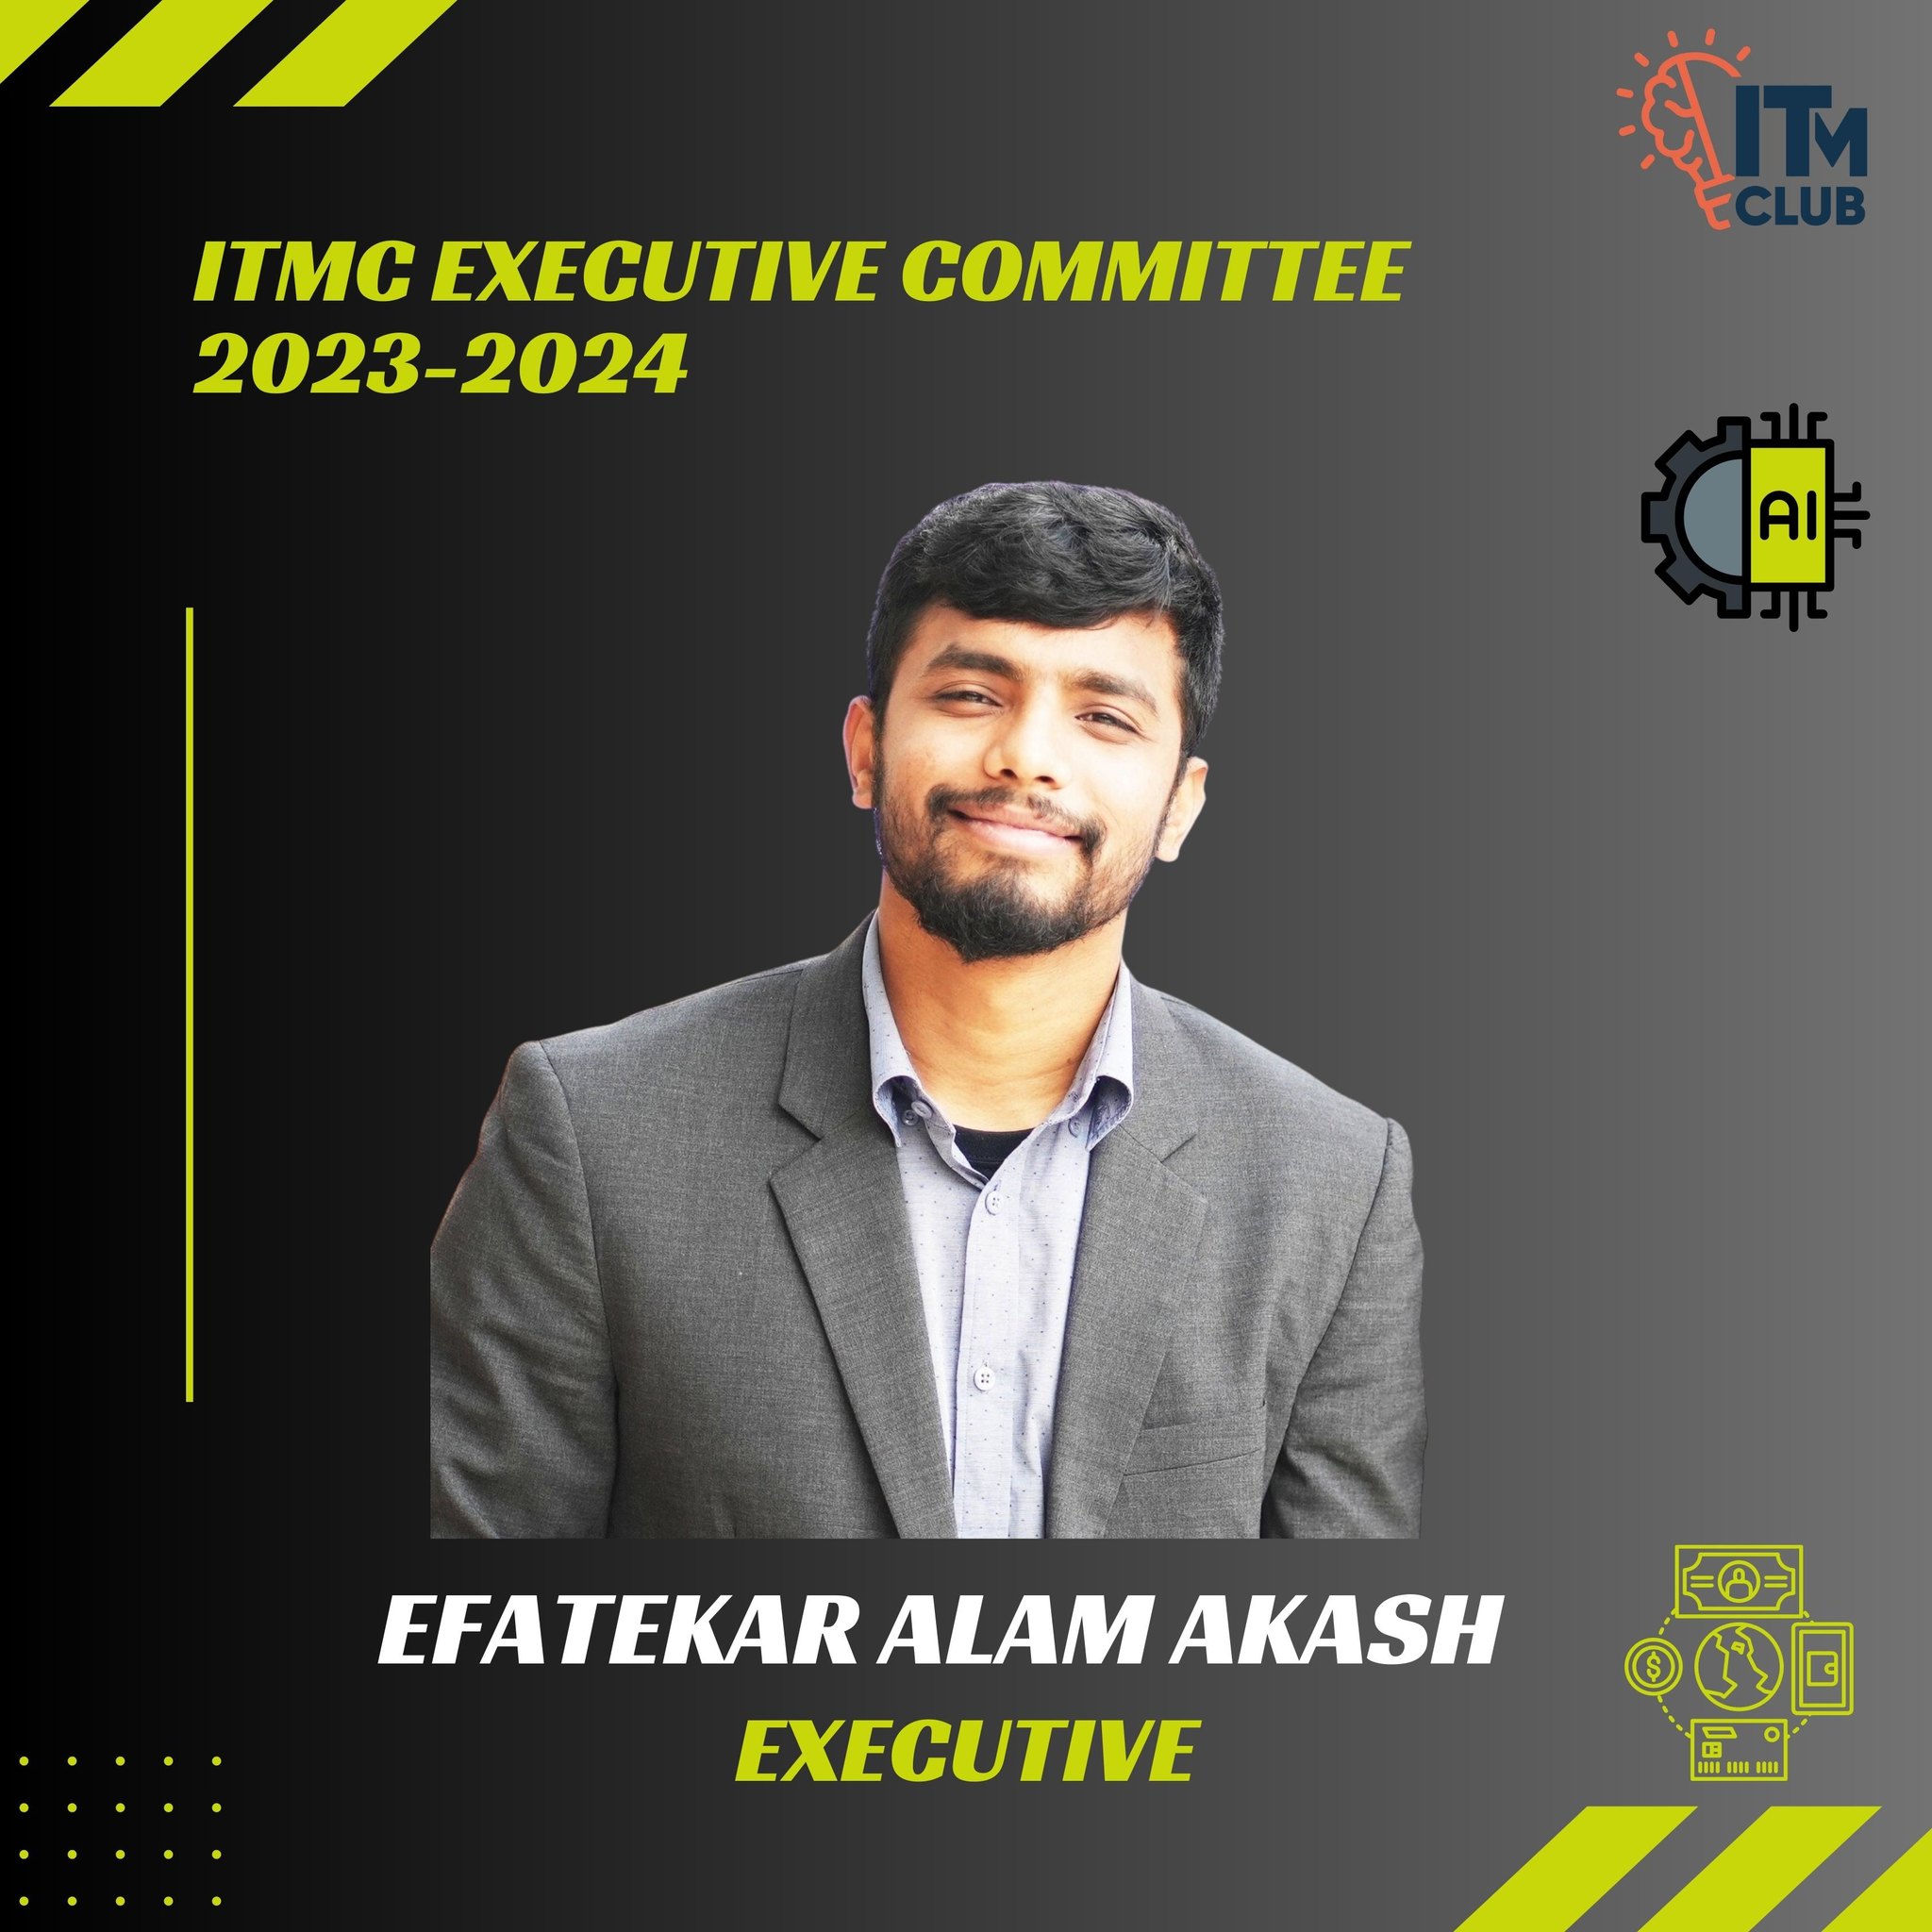 ITM
CLUB
ITMC EXECUTIVE COMMITTEE
2023-2024
AI
$
EFATEKAR ALAM AKASH
EXECUTIVE